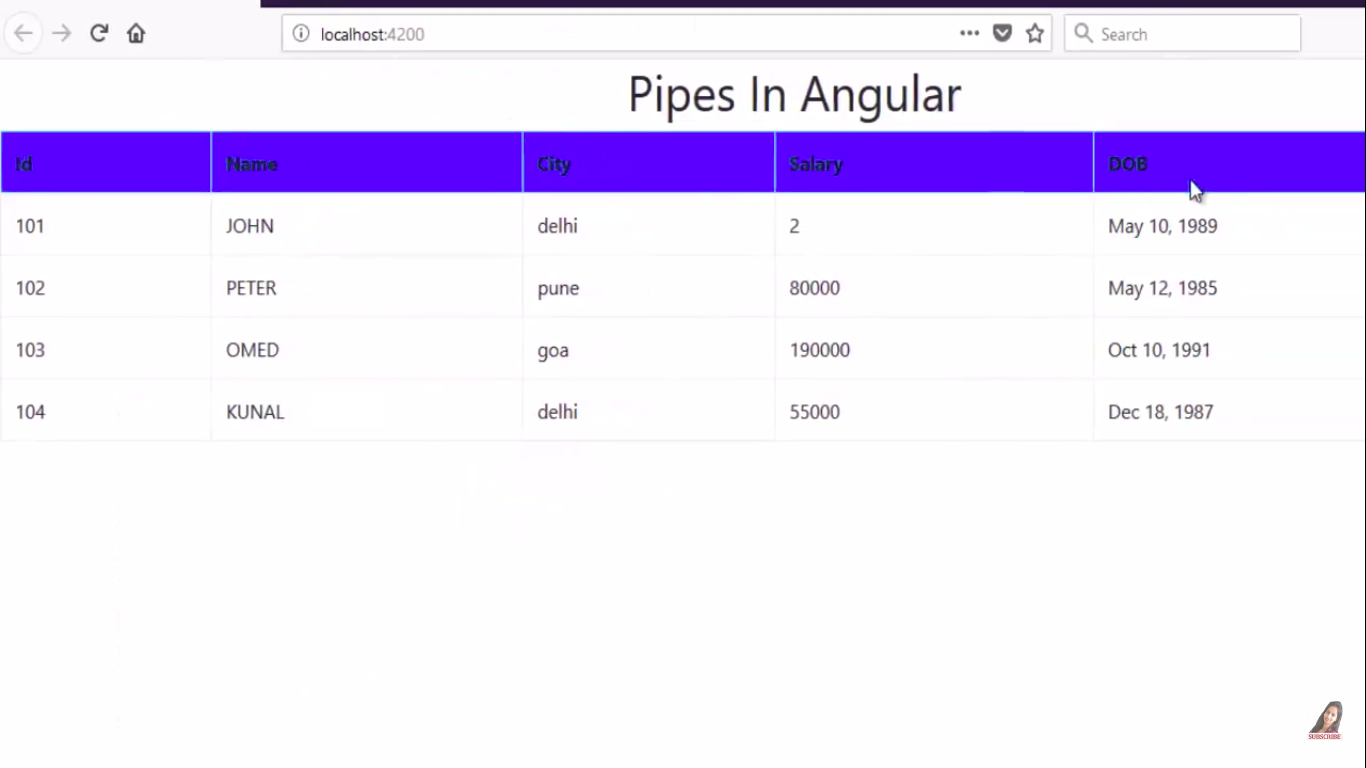 localhost:4200
Search
Pipes In Angular
Id Name City Salary DOB
101 JOHN delhi 2 May 10, 1989
102 PETER pune 80000 May 12, 1985
103 OMED goa 190000 Oct 10, 1991
104 KUNAL delhi 55000 Dec 18, 1987
SUBSCRIBE